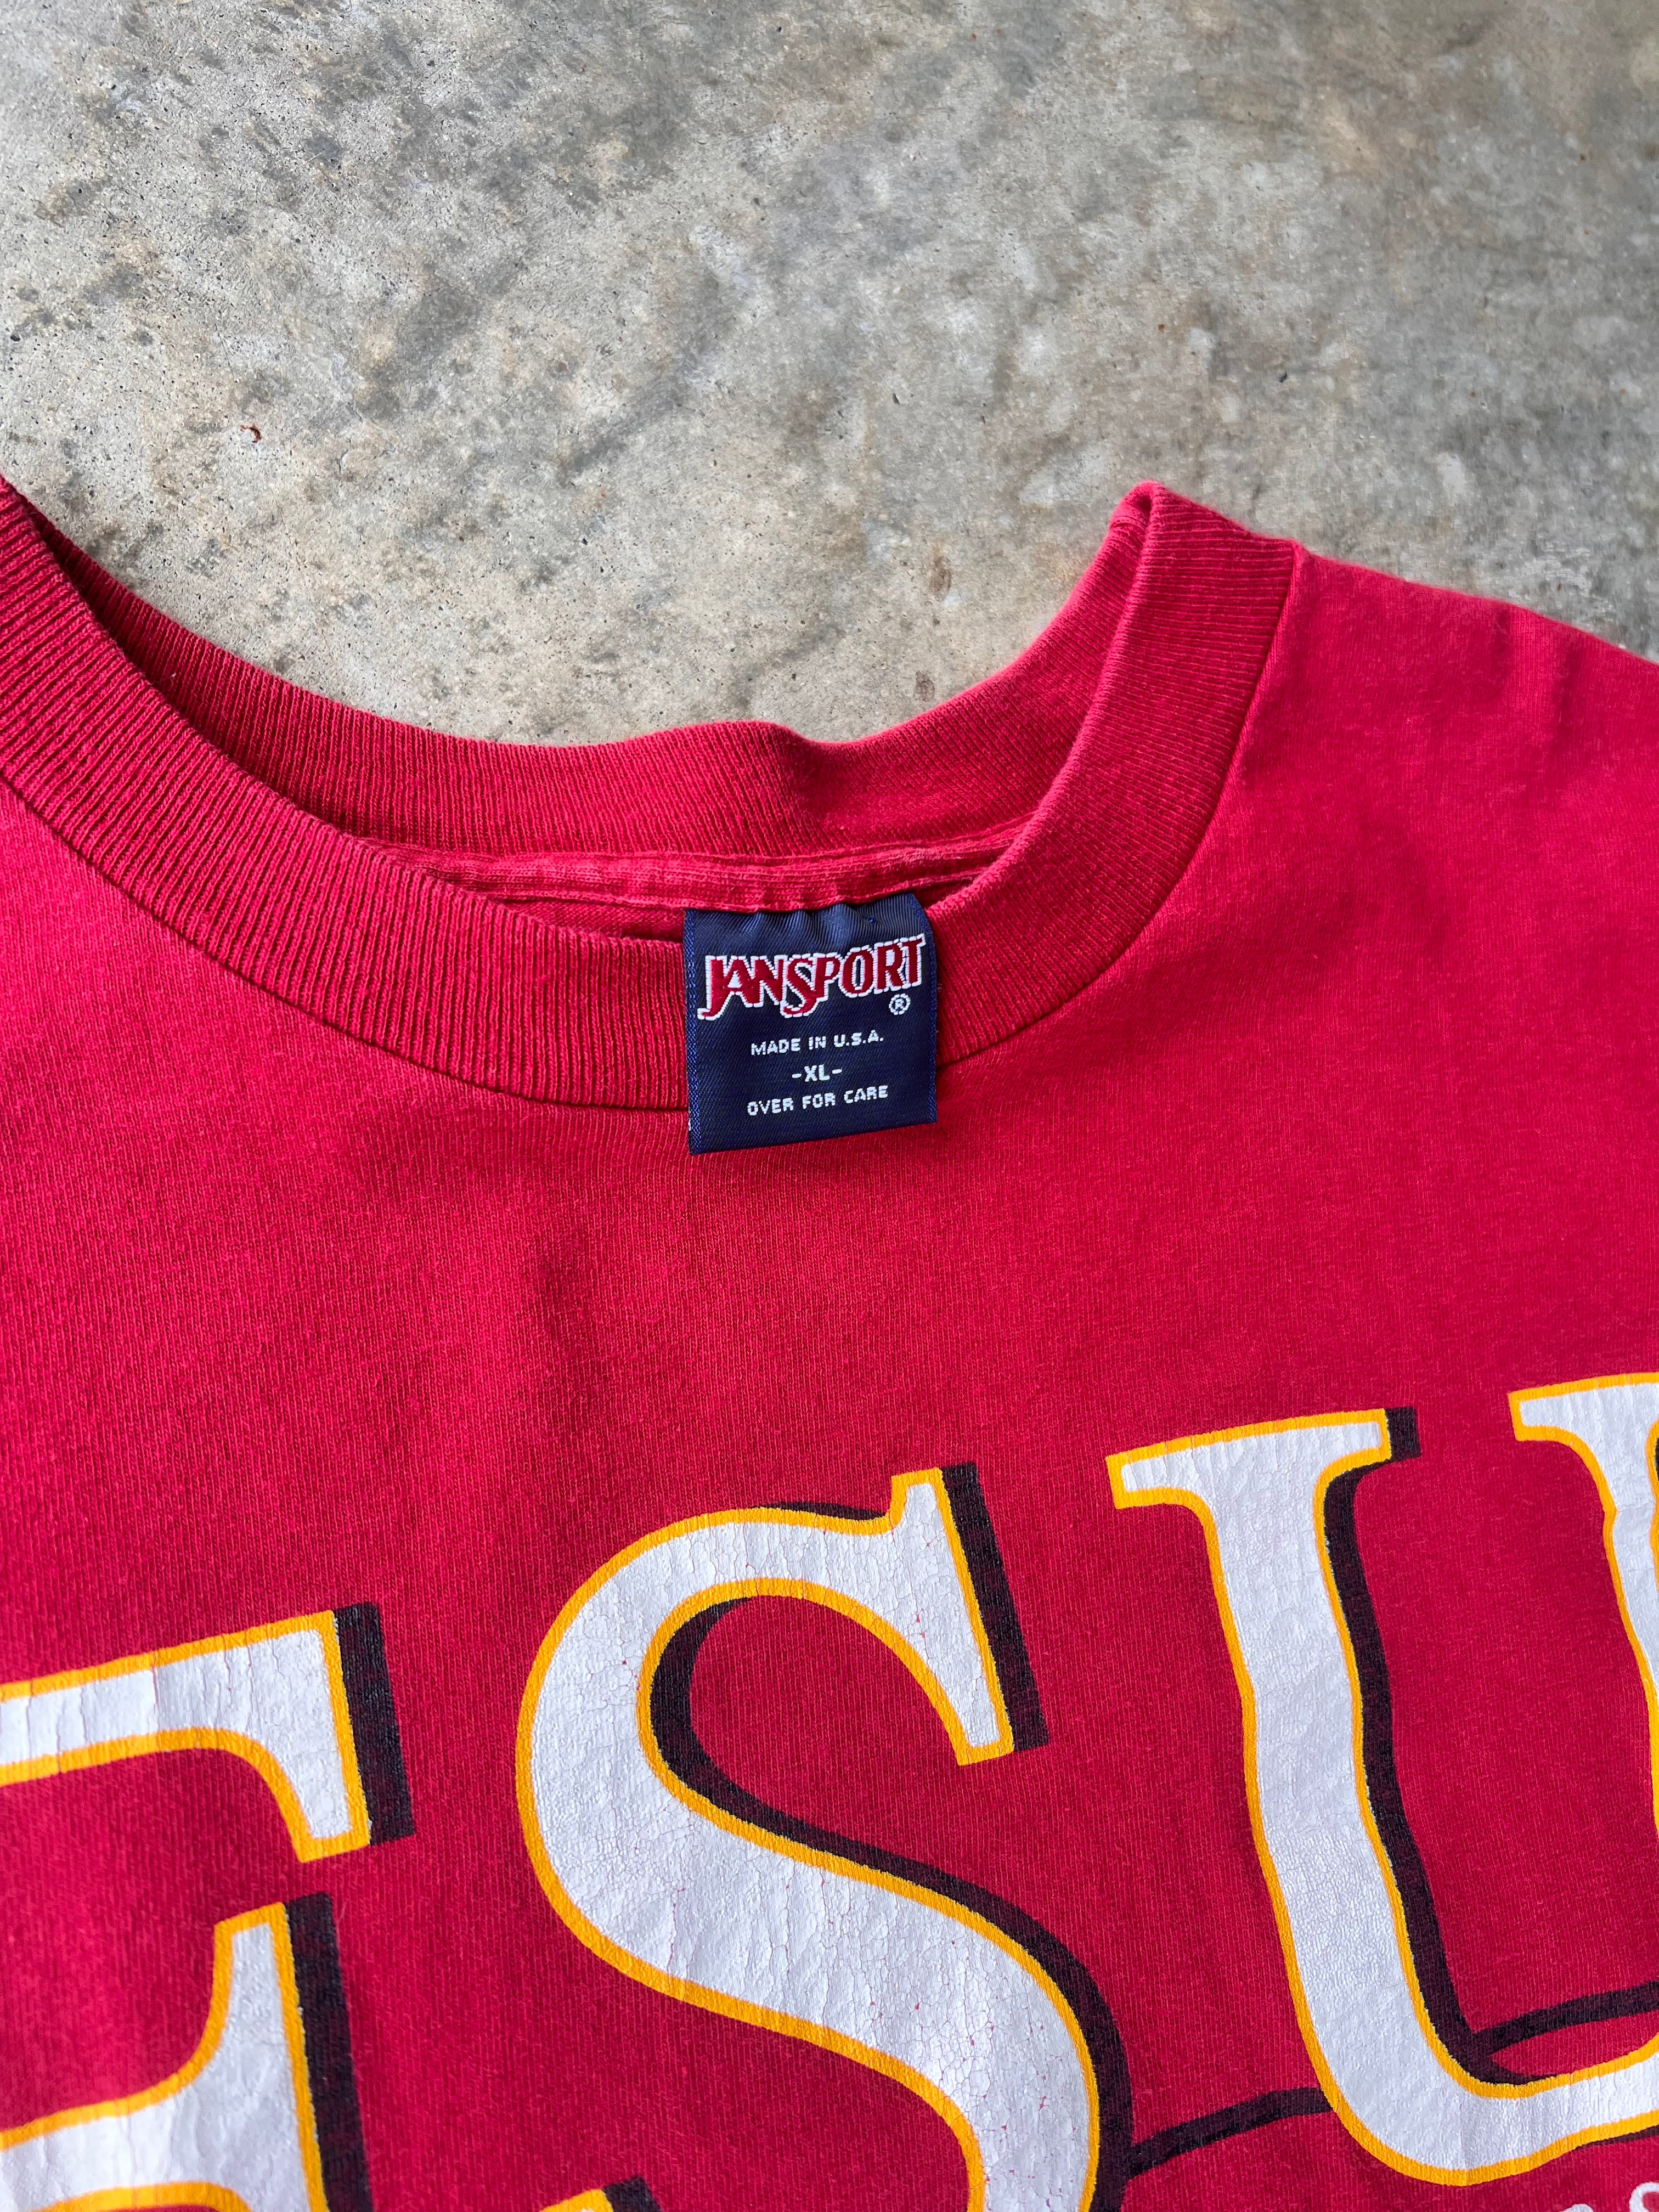 JANSPORT®
MADE IN U.S.A.
-XL-
OVER FOR CARE
ESU